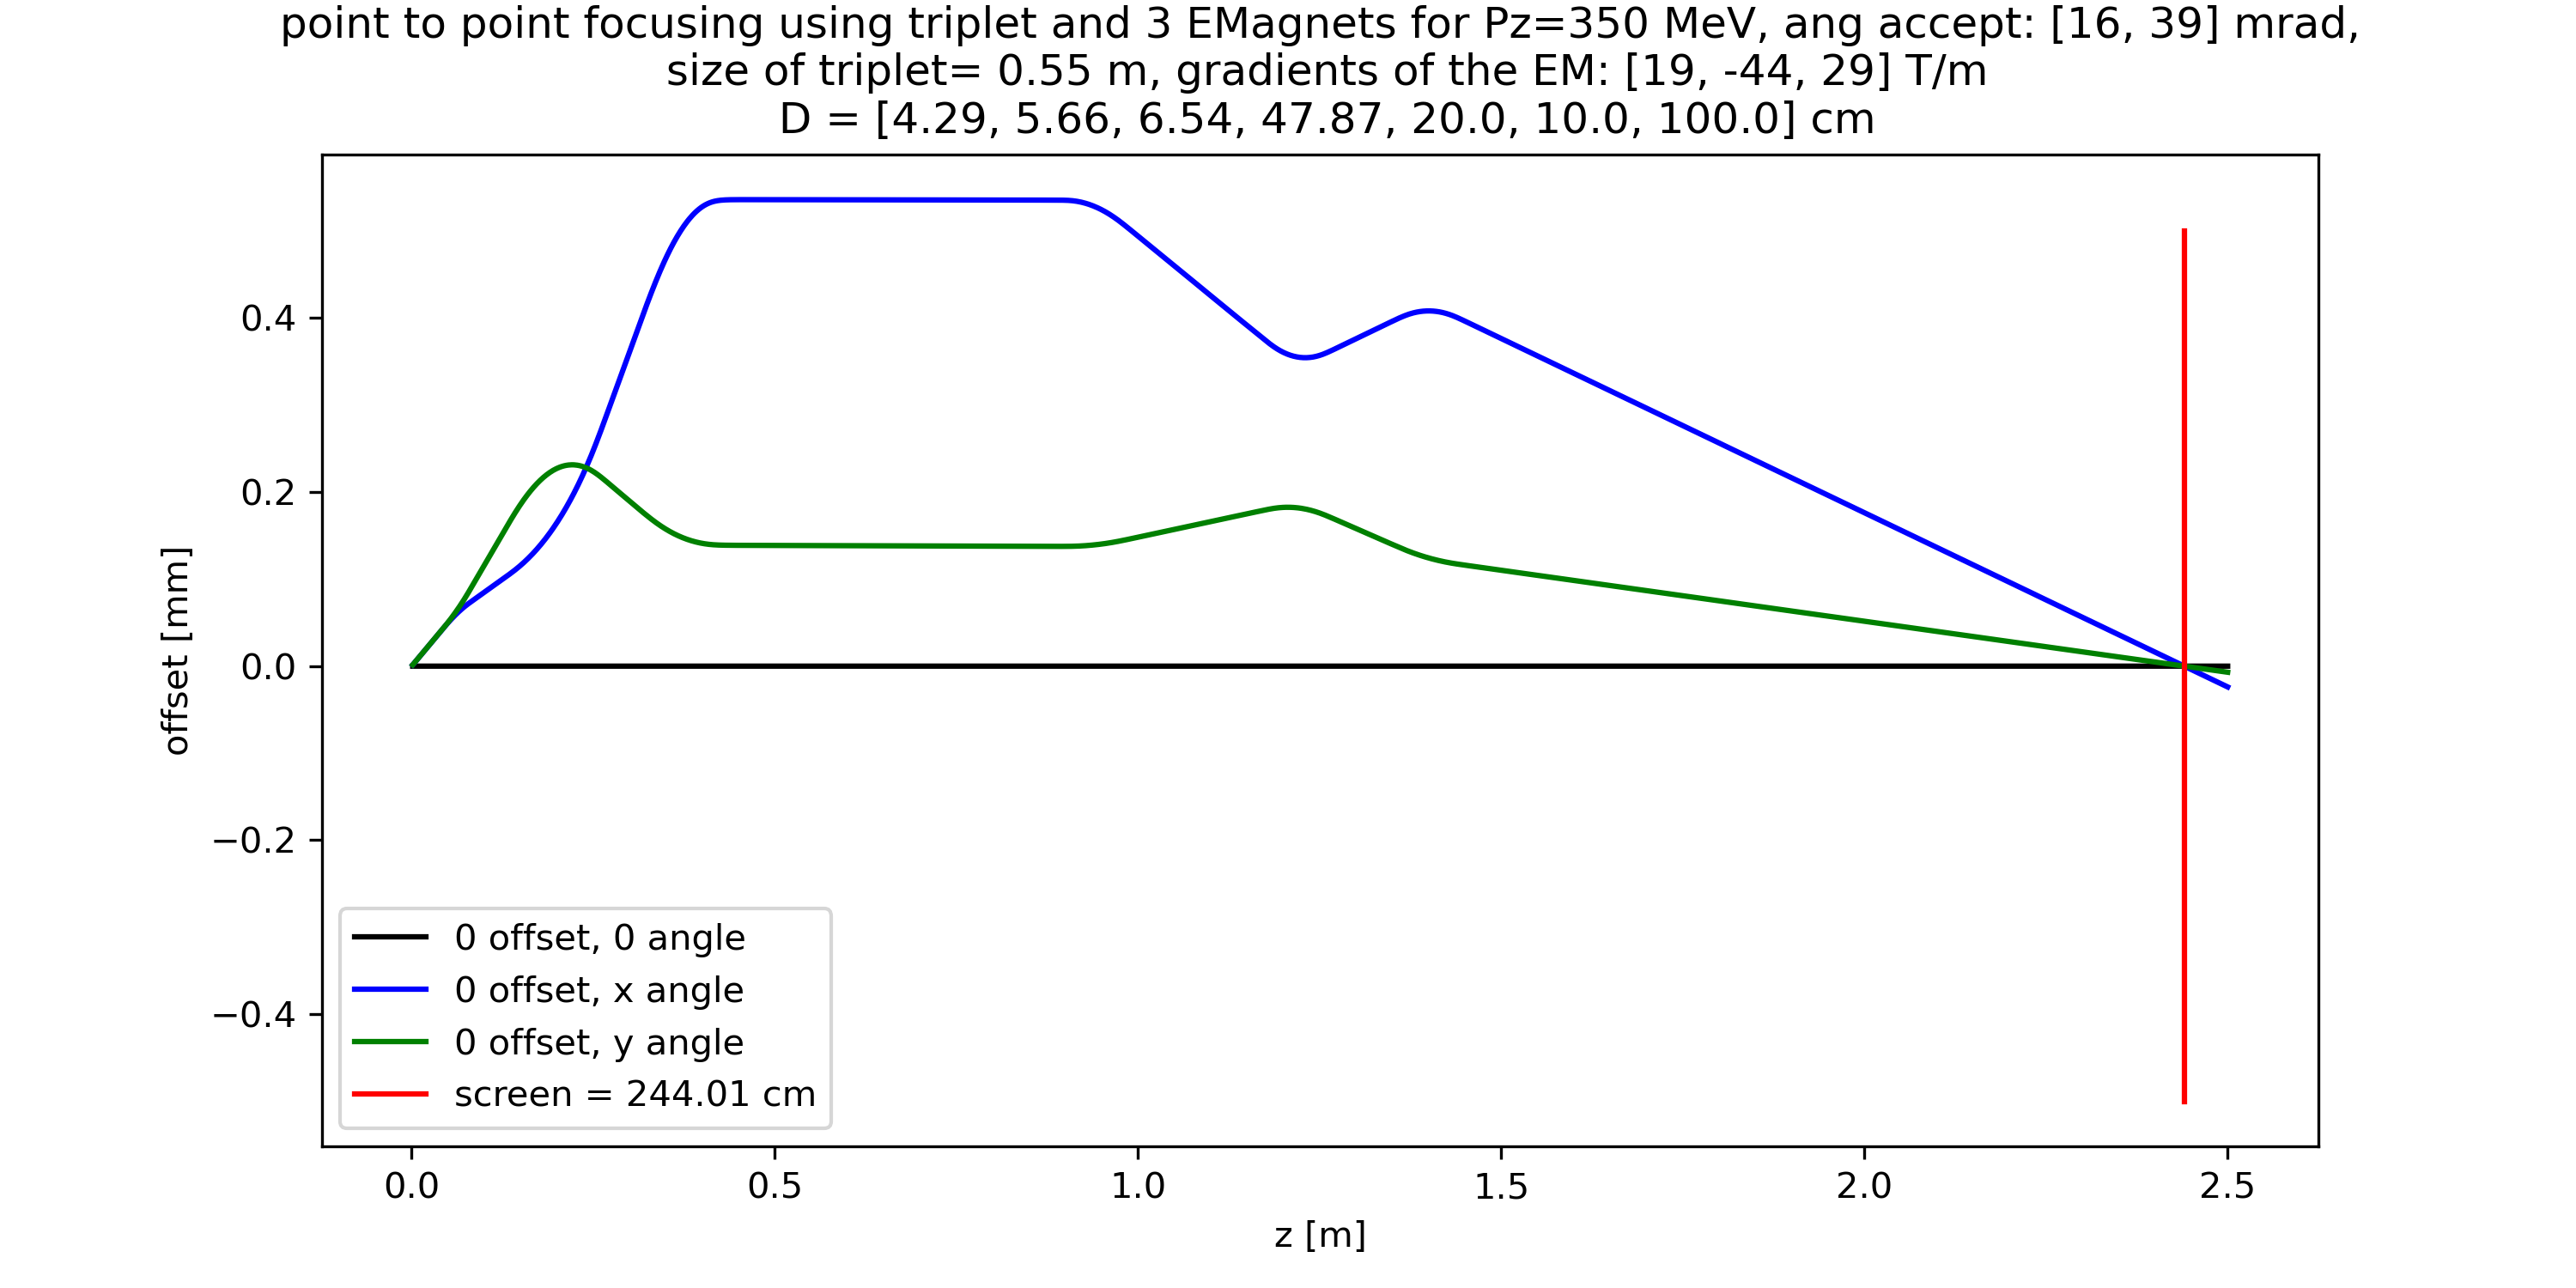 point to point focusing using triplet and 3 EMagnets for Pz=350 MeV, ang accept: [16, 39] mrad,
size of triplet= 0.55 m, gradients of the EM: [19, -44, 29] T/m
D = [4.29, 5.66, 6.54, 47.87, 20.0, 10.0, 100.0] cm
offset [mm]
0.4
0.2
0.0
−0.2
−0.4
0 offset, 0 angle
0 offset, x angle
0 offset, y angle
screen = 244.01 cm
0.0 0.5 1.0 1.5 2.0 2.5
z [m]